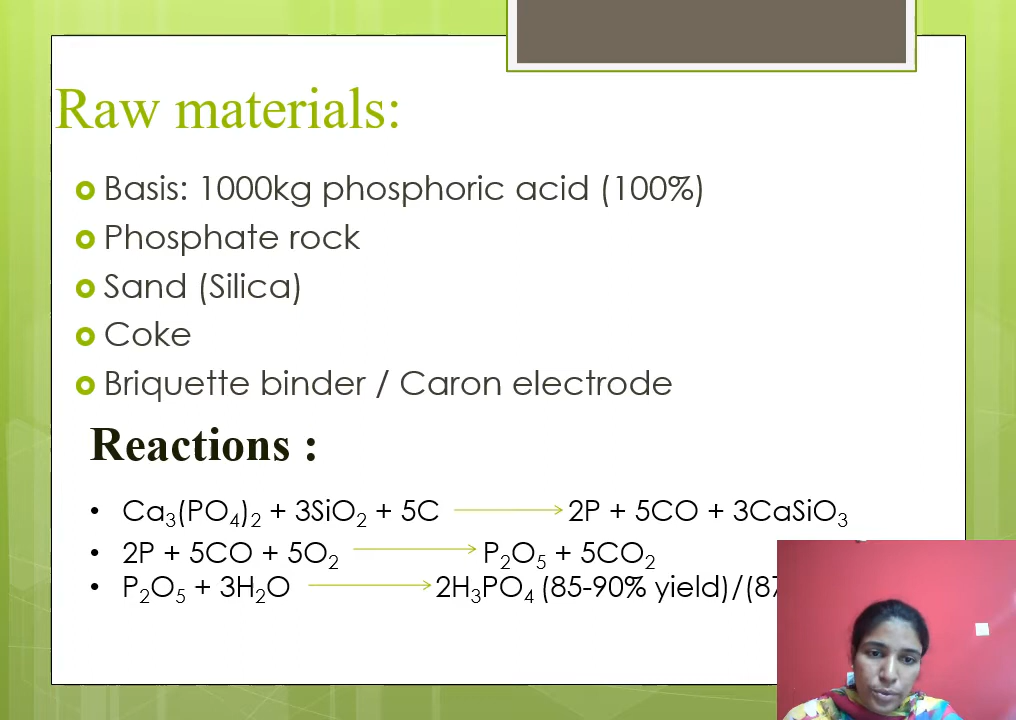 Raw materials:
Basis: 1000kg phosphoric acid (100%)
Phosphate rock
Sand (Silica)
Coke
Briquette binder / Caron electrode
Reactions :
• Ca₃(PO₄)₂ + 3SiO₂ + 5C ⟶ 2P + 5CO + 3CaSiO₃
• 2P + 5CO + 5O₂ ⟶ P₂O₅ + 5CO₂
• P₂O₅ + 3H₂O ⟶ 2H₃PO₄ (85-90% yield)/(87